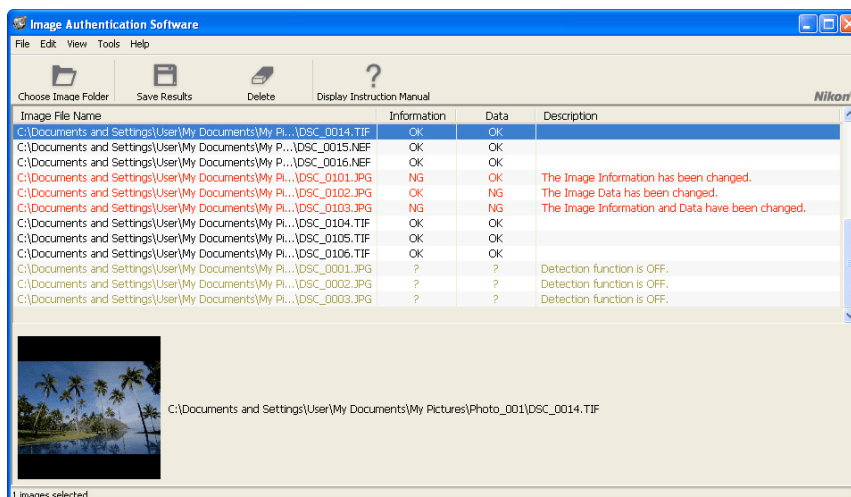 Image Authentication Software
File Edit View Tools Help
Choose Image Folder Save Results Delete Display Instruction Manual Nikon
Image File Name Information Data Description
C:\Documents and Settings\User\My Documents\My Pi...\DSC_0014.TIF OK OK
C:\Documents and Settings\User\My Documents\My P...\DSC_0015.NEF OK OK
C:\Documents and Settings\User\My Documents\My P...\DSC_0016.NEF OK OK
C:\Documents and Settings\User\My Documents\My Pi...\DSC_0101.JPG NG OK The Image Information has been changed.
C:\Documents and Settings\User\My Documents\My Pi...\DSC_0102.JPG OK NG The Image Data has been changed.
C:\Documents and Settings\User\My Documents\My Pi...\DSC_0103.JPG NG NG The Image Information and Data have been changed.
C:\Documents and Settings\User\My Documents\My Pi...\DSC_0104.TIF OK OK
C:\Documents and Settings\User\My Documents\My Pi...\DSC_0105.TIF OK OK
C:\Documents and Settings\User\My Documents\My Pi...\DSC_0106.TIF OK OK
C:\Documents and Settings\User\My Documents\My Pi...\DSC_0001.JPG ? ? Detection function is OFF.
C:\Documents and Settings\User\My Documents\My Pi...\DSC_0002.JPG ? ? Detection function is OFF.
C:\Documents and Settings\User\My Documents\My Pi...\DSC_0003.JPG ? ? Detection function is OFF.
C:\Documents and Settings\User\My Documents\My Pictures\Photo_001\DSC_0014.TIF
1 images selected